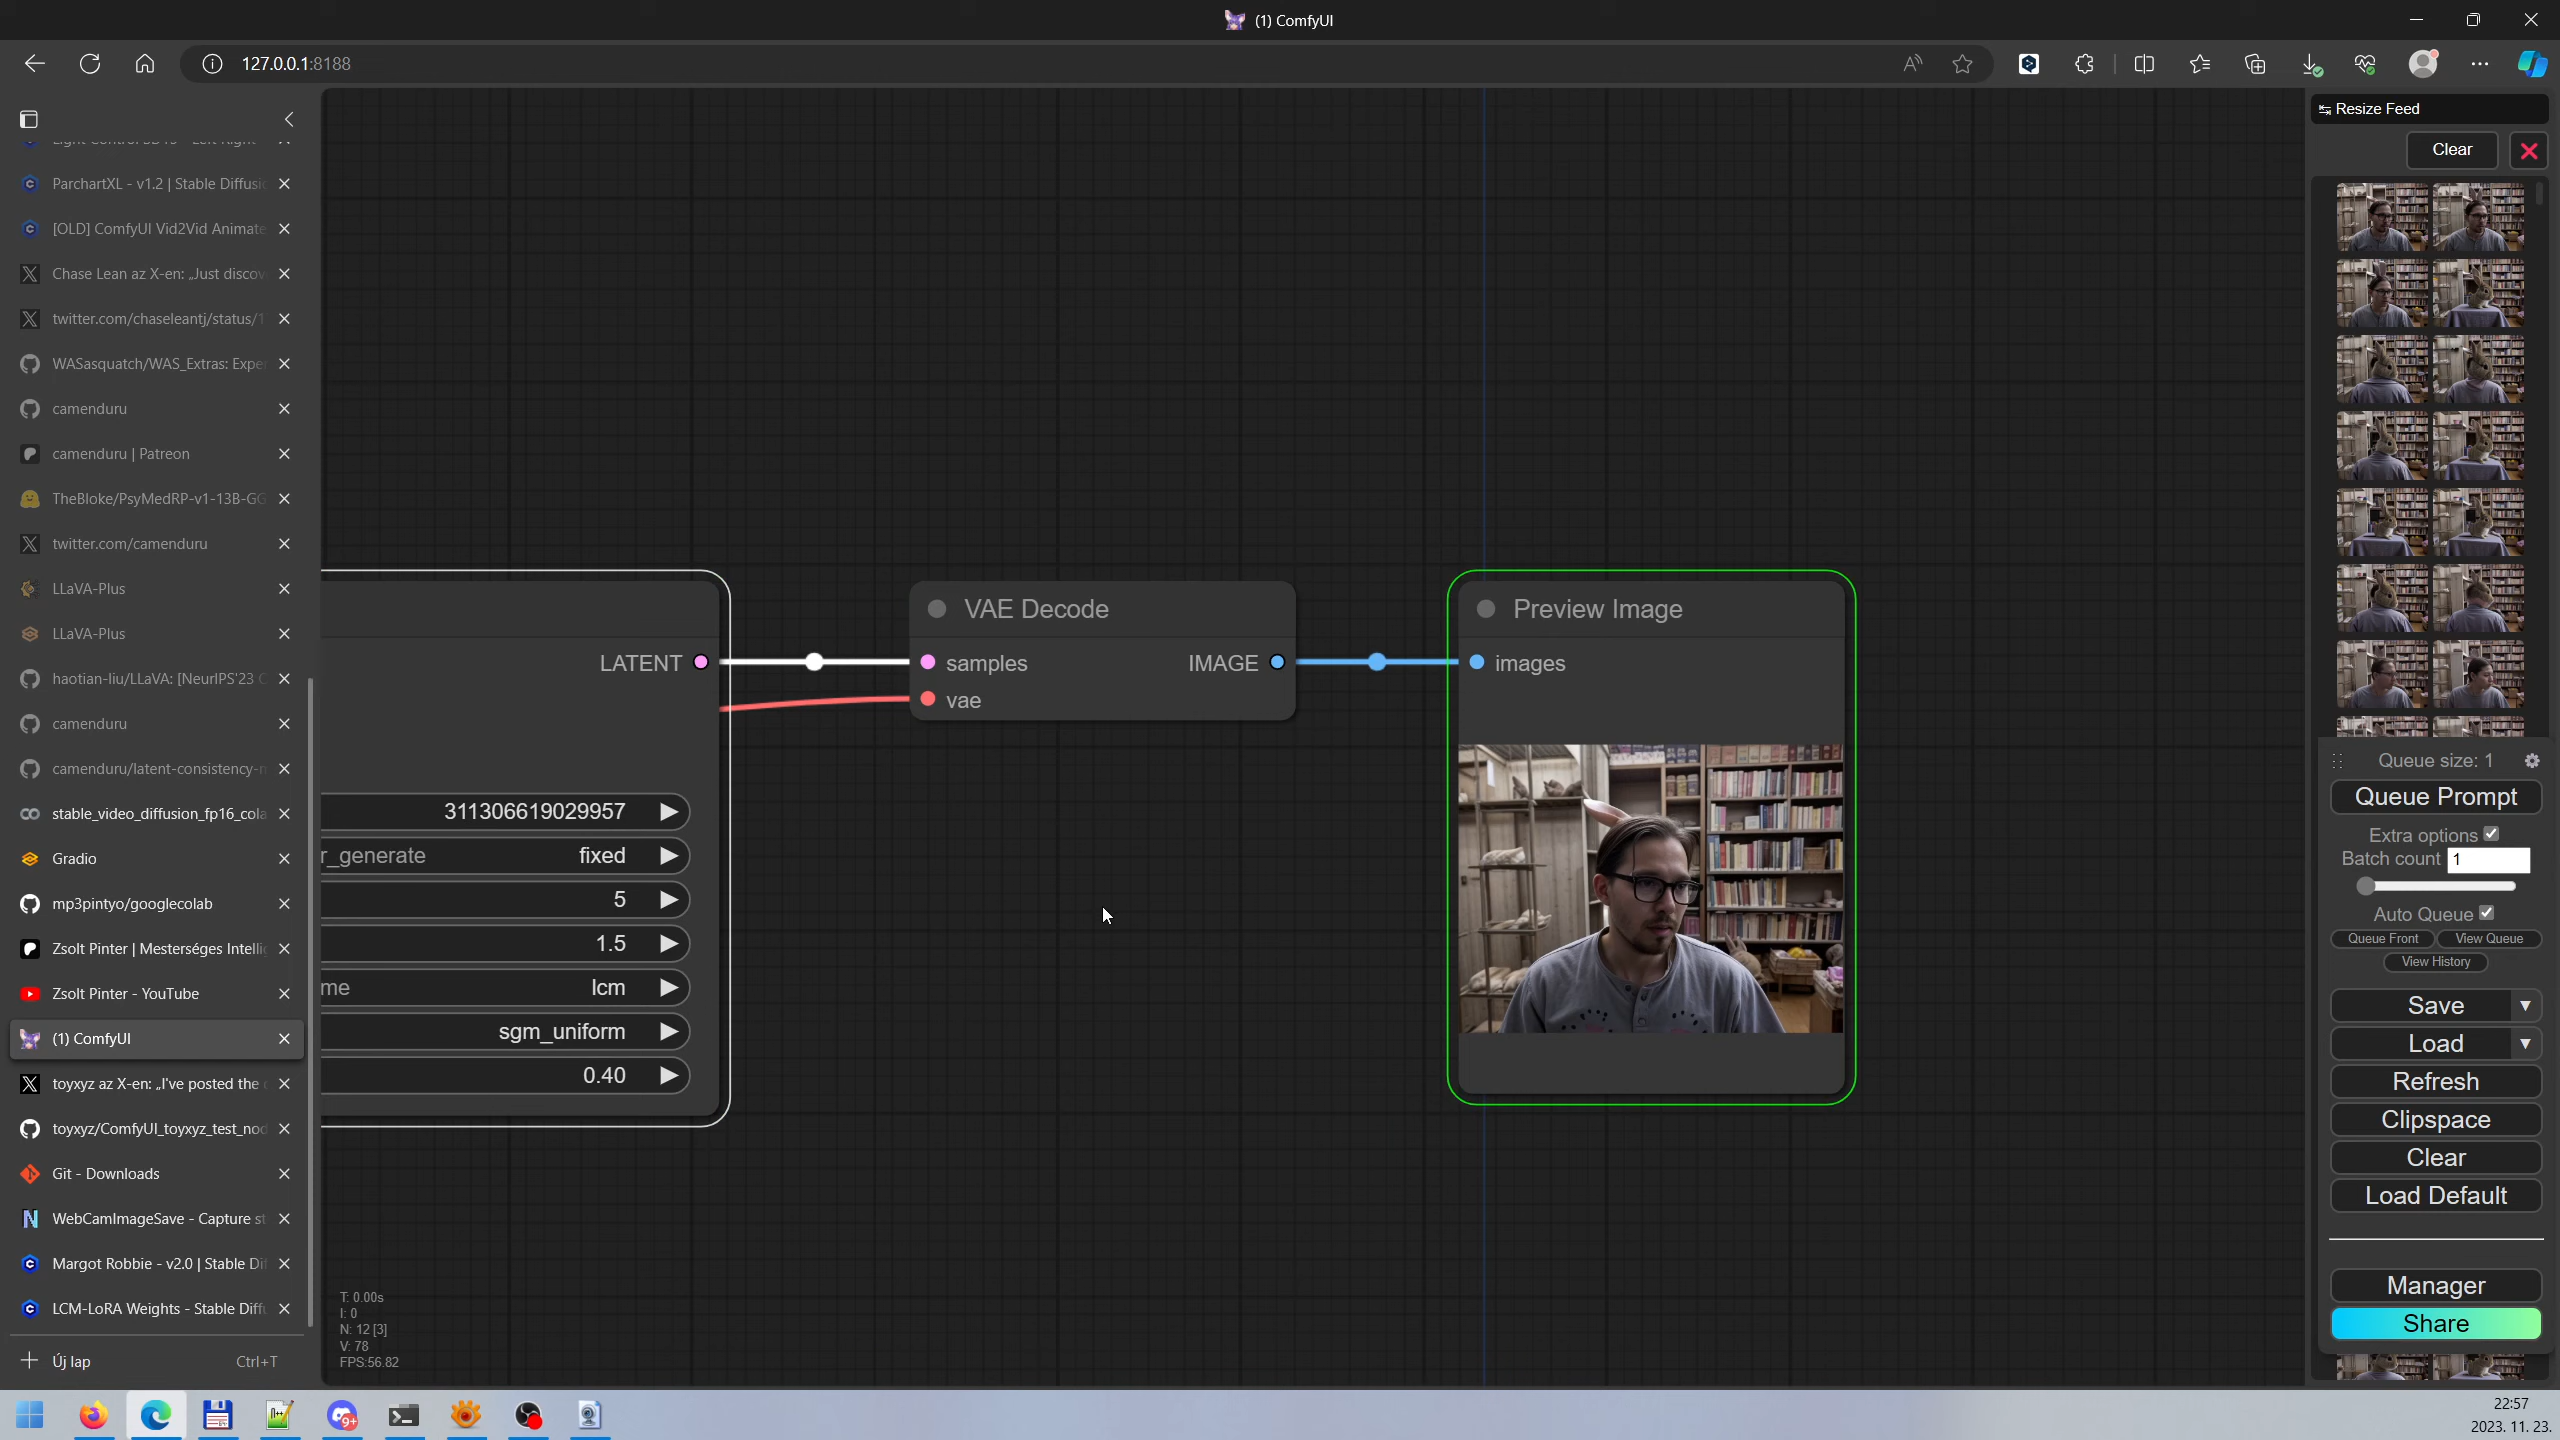 (1) ComfyUI
127.0.0.1:8188
ParchartXL - v1.2 | Stable Diffusi
[OLD] ComfyUI Vid2Vid Animate
Chase Lean az X-en: „Just discov
twitter.com/chaseleantj/status/1
WASasquatch/WAS_Extras: Expe
camenduru
camenduru | Patreon
TheBloke/PsyMedRP-v1-13B-GG
twitter.com/camenduru
LLaVA-Plus
LLaVA-Plus
haotian-liu/LLaVA: [NeurIPS'23 O
camenduru
camenduru/latent-consistency-m
stable_video_diffusion_fp16_cola
Gradio
mp3pintyo/googlecolab
Zsolt Pinter | Mesterséges Intelli
Zsolt Pinter - YouTube
(1) ComfyUI
toyxyz az X-en: „I've posted the
toyxyz/ComfyUI_toyxyz_test_nod
Git - Downloads
WebCamImageSave - Capture st
Margot Robbie - v2.0 | Stable Dif
LCM-LoRA Weights - Stable Diffu
Új lap Ctrl+T
LATENT
311306619029957
r_generate fixed
5
1.5
me lcm
sgm_uniform
0.40
VAE Decode
samples IMAGE
vae
Preview Image
images
T: 0.00s
I: 0
N: 12 [3]
V: 78
FPS:56.82
Resize Feed
Clear
Queue size: 1
Queue Prompt
Extra options
Batch count 1
Auto Queue
Queue Front View Queue
View History
Save
Load
Refresh
Clipspace
Clear
Load Default
Manager
Share
9+
22:57
2023. 11. 23.